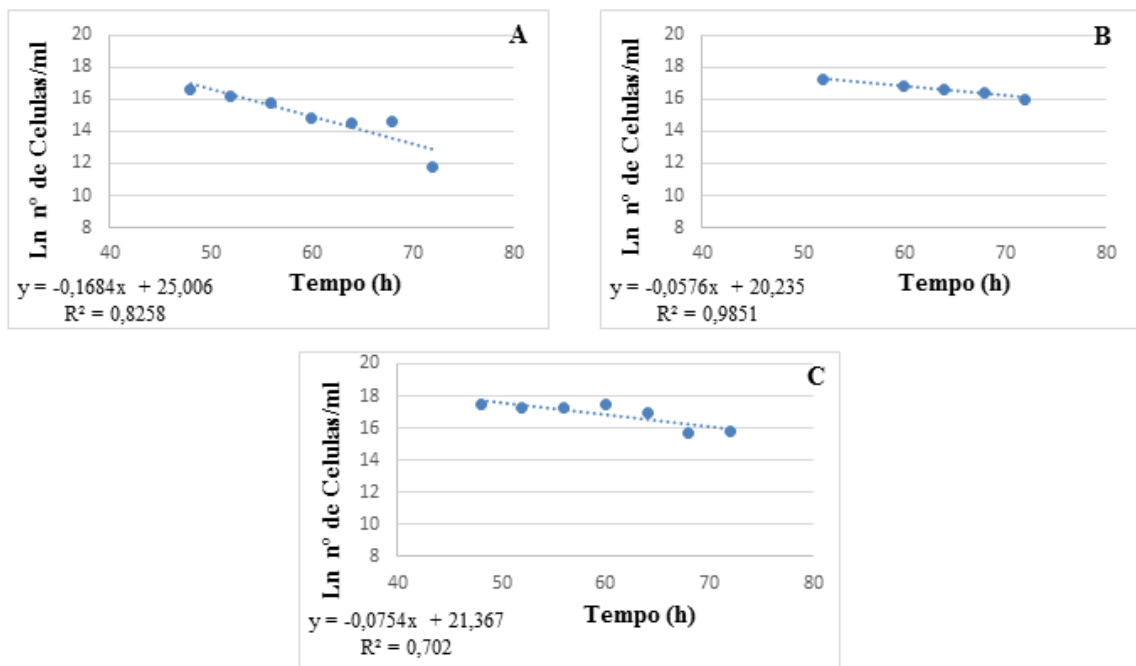 A
20
18
16
14
12
10
8
40 50 60 70 80
Ln nº de Celulas/ml
Tempo (h)
y = -0,1684x + 25,006
R² = 0,8258
B
20
18
16
14
12
10
8
40 50 60 70 80
Ln nº de Celulas/ml
Tempo (h)
y = -0,0576x + 20,235
R² = 0,9851
C
20
18
16
14
12
10
8
40 50 60 70 80
Ln nº de Celulas/ml
Tempo (h)
y = -0,0754x + 21,367
R² = 0,702